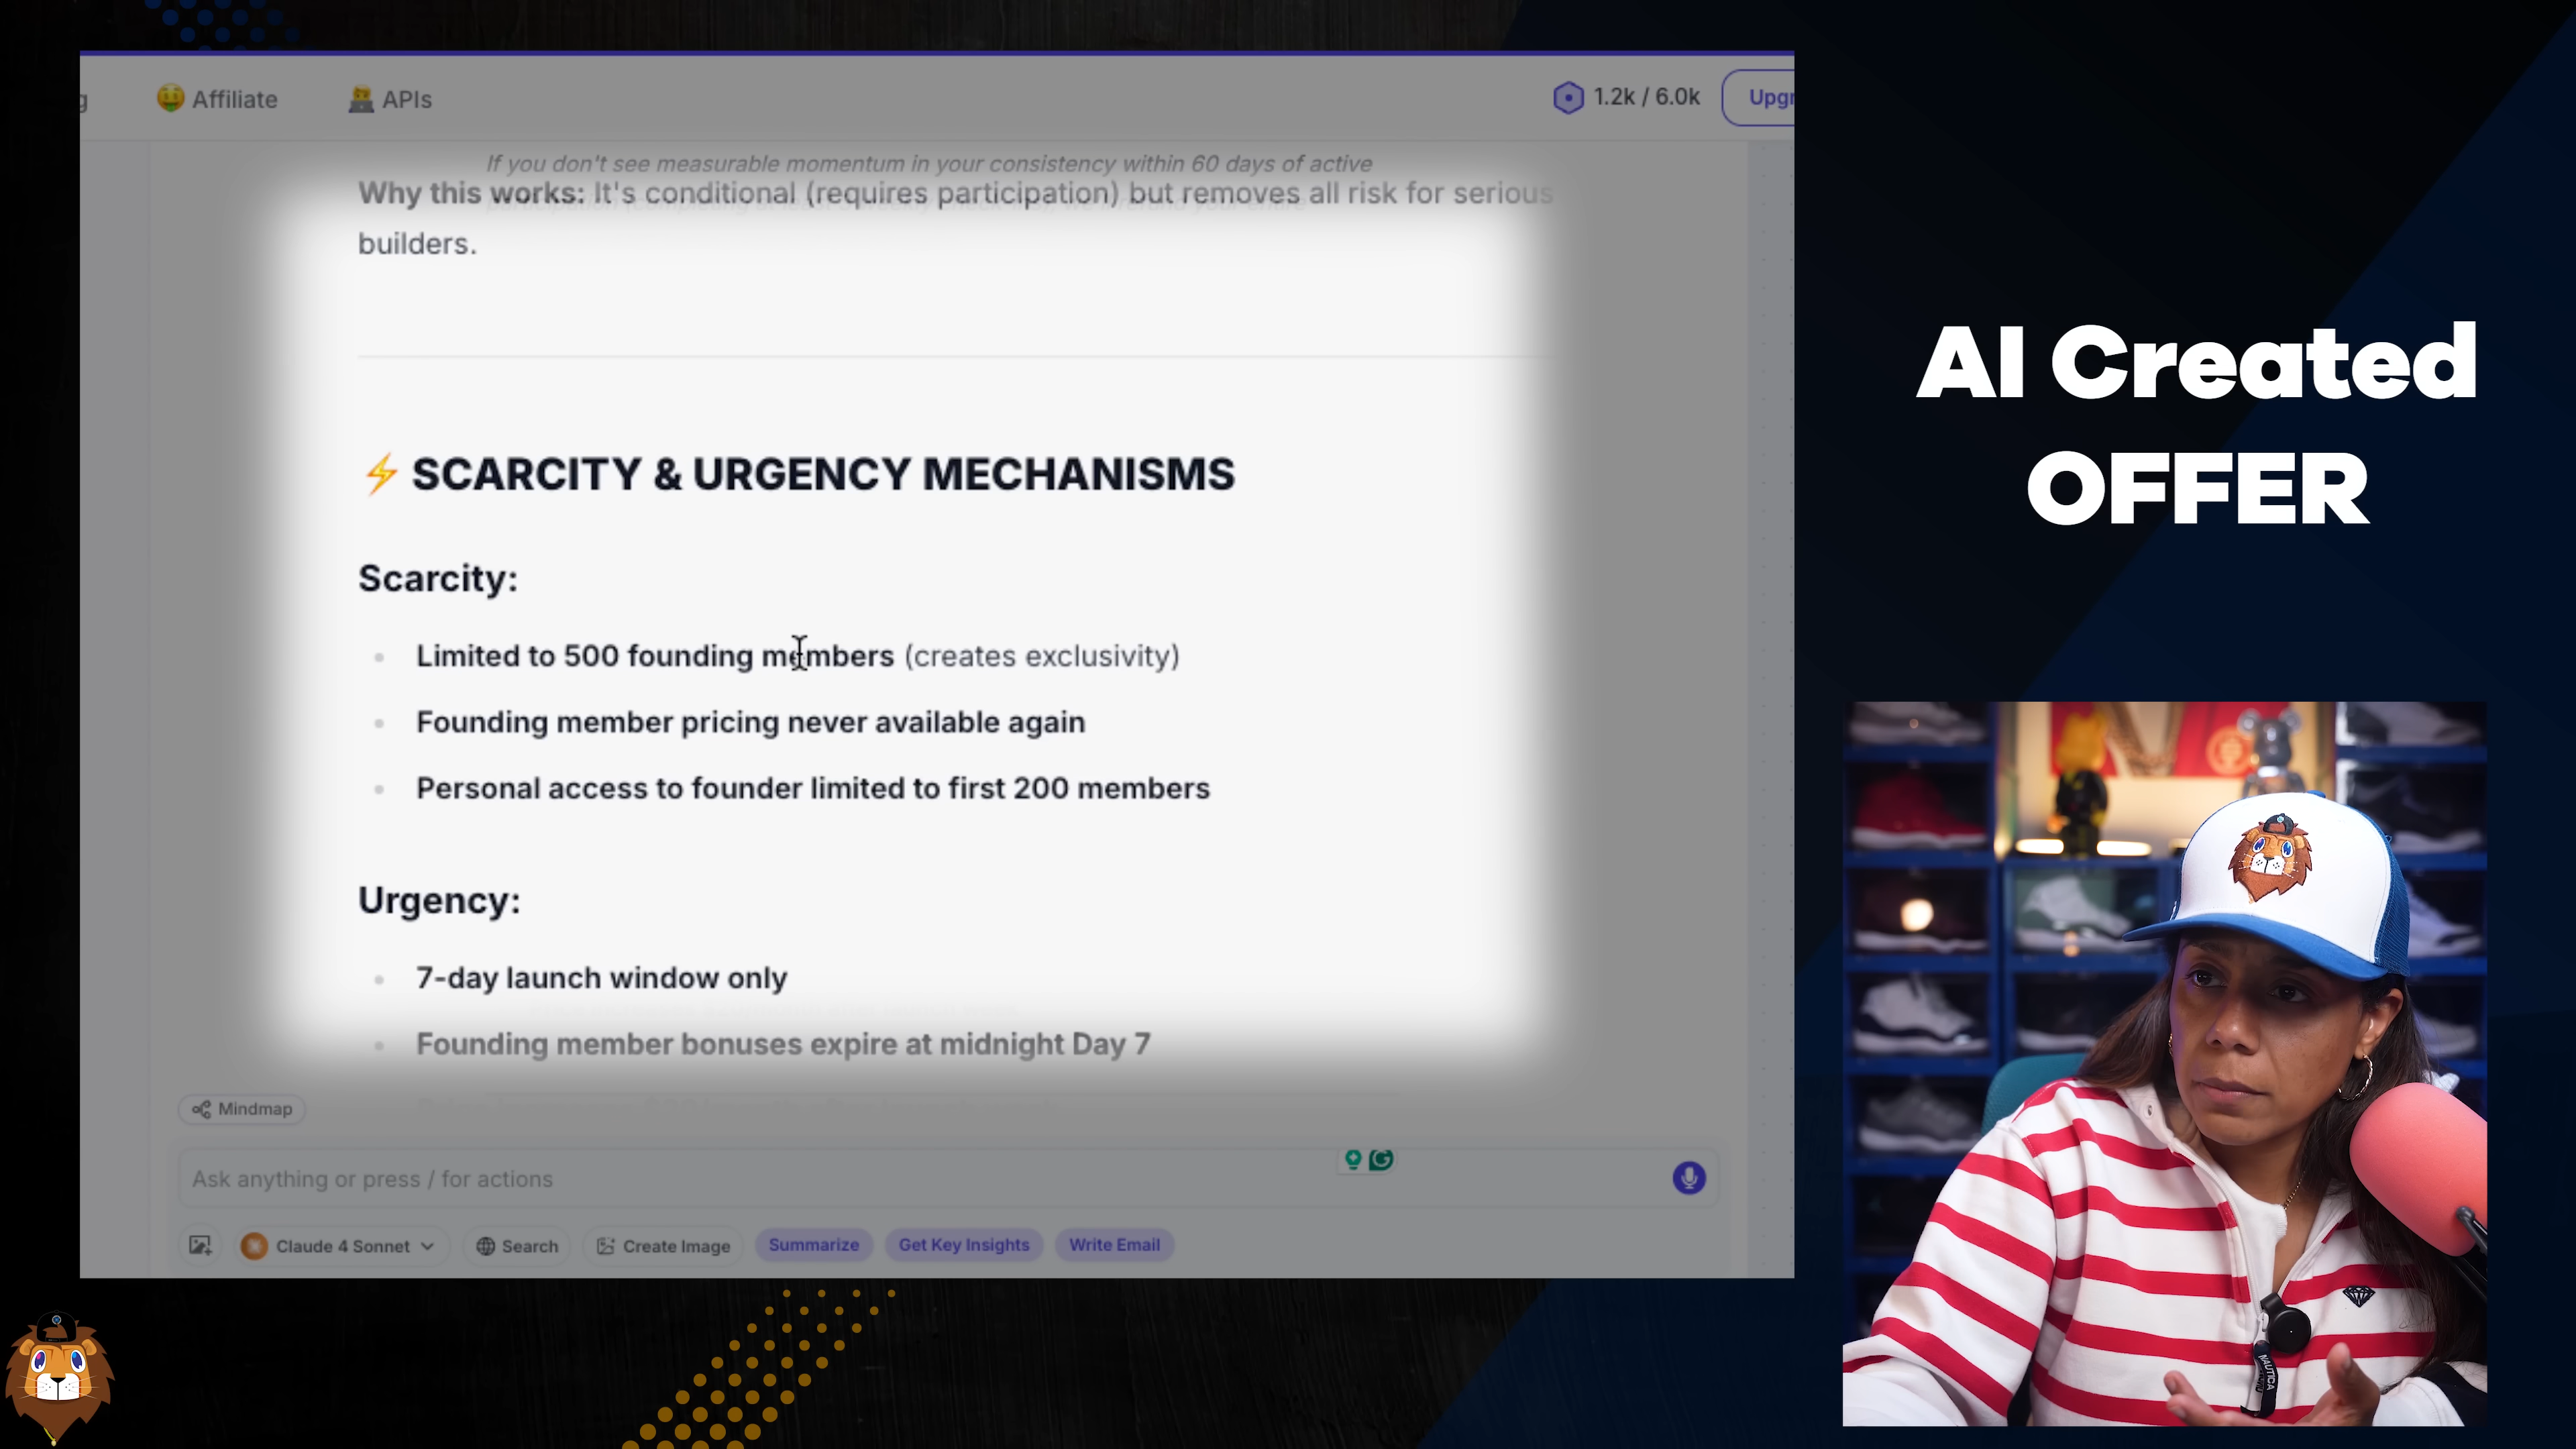 Affiliate
APIs
1.2k / 6.0k
Upgr
If you don't see measurable momentum in your consistency within 60 days of active
Why this works: It's conditional (requires participation) but removes all risk for serious
builders.
⚡ SCARCITY & URGENCY MECHANISMS
Scarcity:
Limited to 500 founding members (creates exclusivity)
Founding member pricing never available again
Personal access to founder limited to first 200 members
Urgency:
7-day launch window only
Founding member bonuses expire at midnight Day 7
Mindmap
Ask anything or press / for actions
Claude 4 Sonnet
Search
Create Image
Summarize
Get Key Insights
Write Email
AI Created
OFFER
NAUTICA